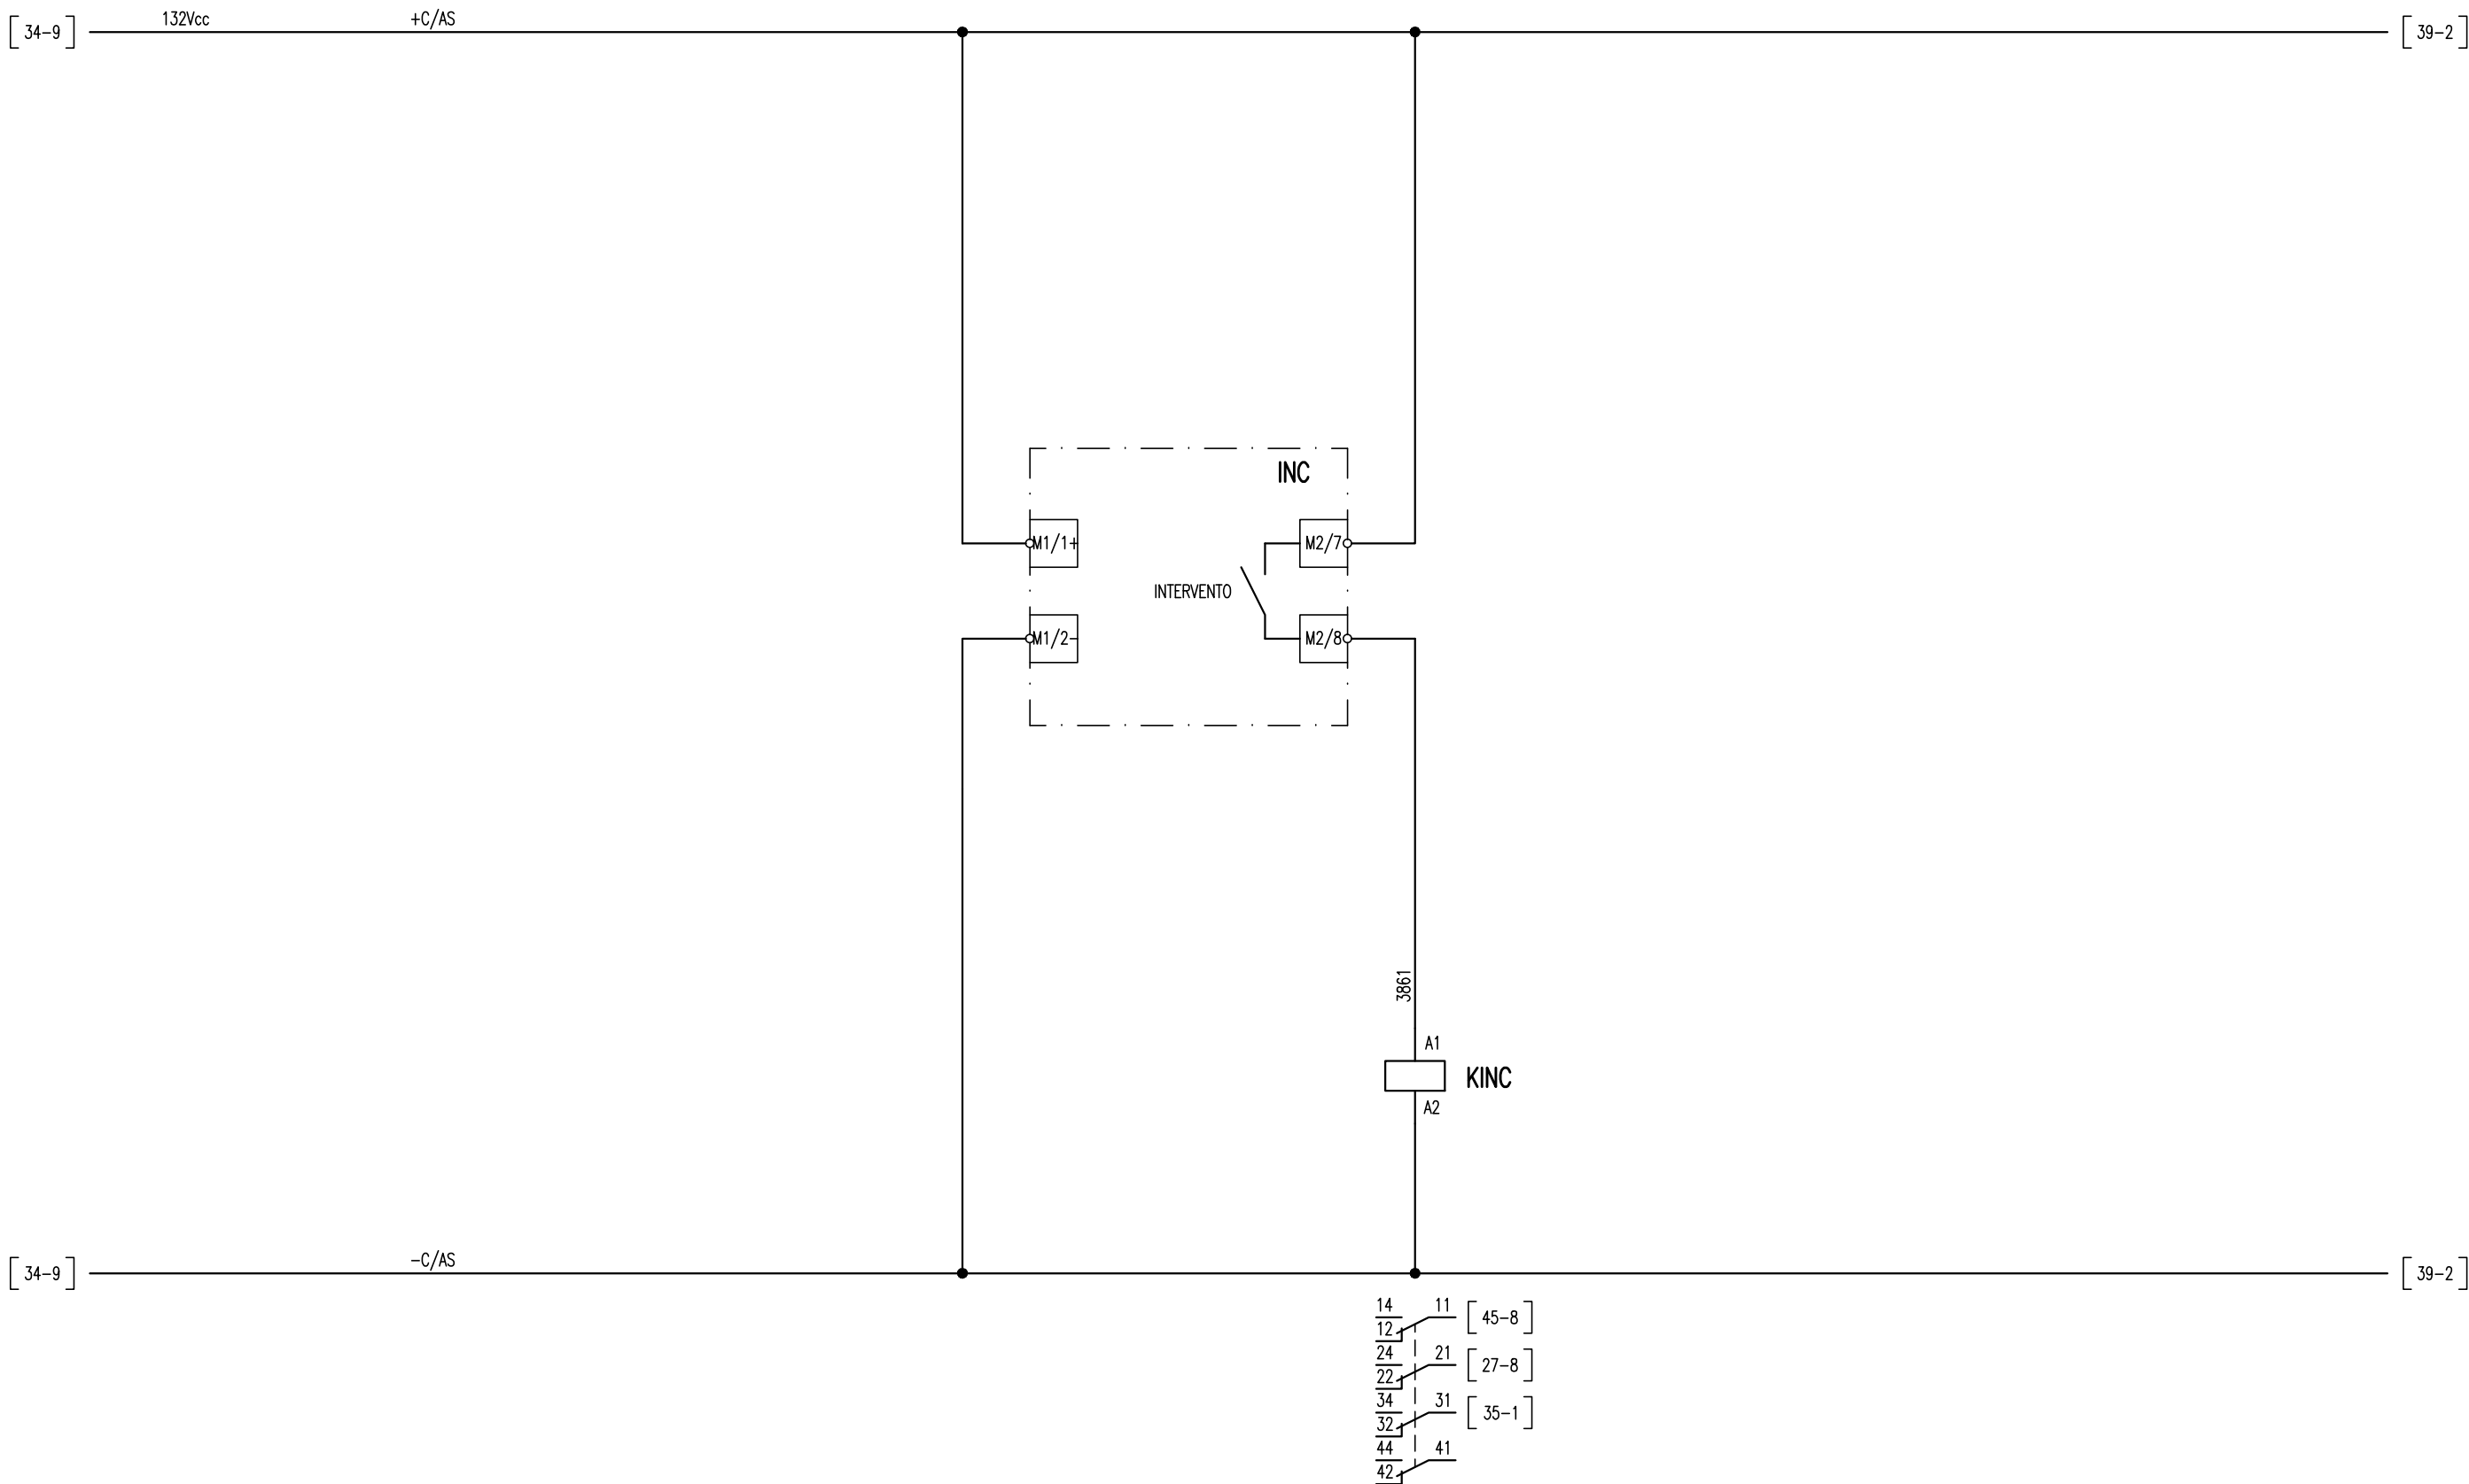 34-9 132Vcc +C/AS 39-2
INC
M1/1+ M2/7
INTERVENTO
M1/2- M2/8
3861
A1
KINC
A2
34-9 -C/AS 39-2
14 11 45-8
12
24 21 27-8
22
34 31 35-1
32
44 41
42